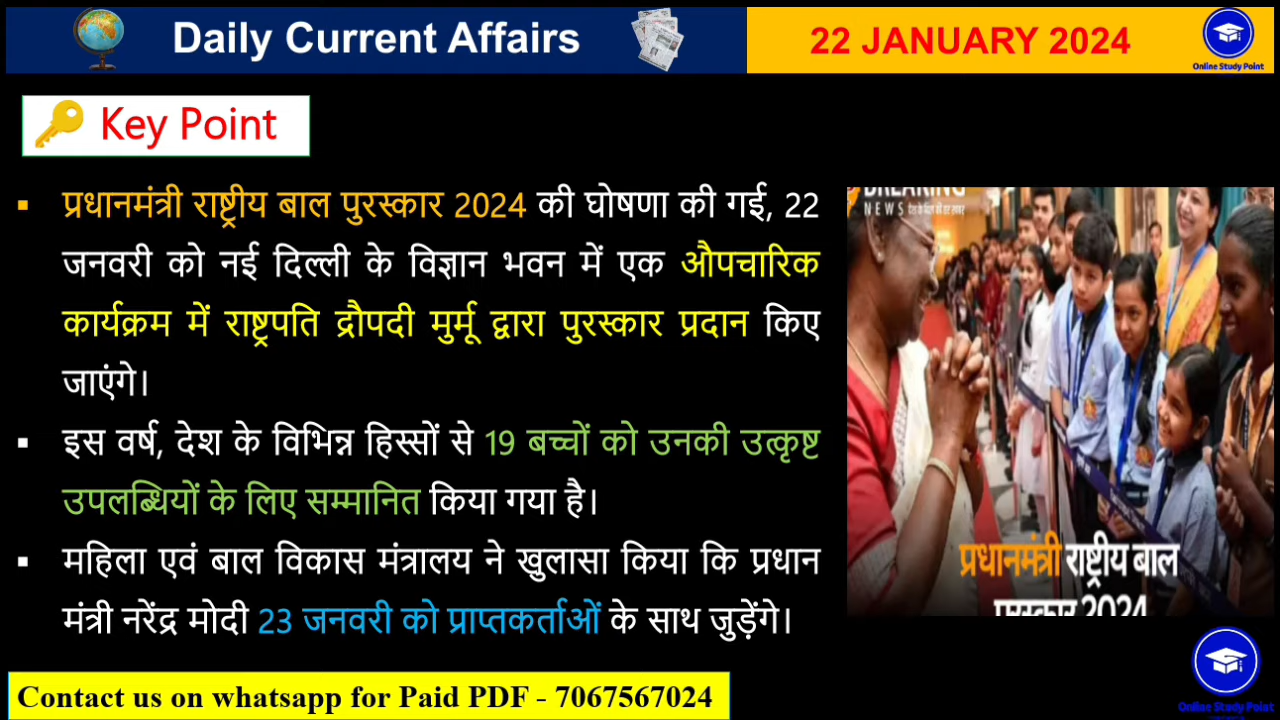 Daily Current Affairs
22 JANUARY 2024
Online Study Point
Key Point
▪ प्रधानमंत्री राष्ट्रीय बाल पुरस्कार 2024 की घोषणा की गई, 22
जनवरी को नई दिल्ली के विज्ञान भवन में एक औपचारिक
कार्यक्रम में राष्ट्रपति द्रौपदी मुर्मू द्वारा पुरस्कार प्रदान किए
जाएंगे।
▪ इस वर्ष, देश के विभिन्न हिस्सों से 19 बच्चों को उनकी उत्कृष्ट
उपलब्धियों के लिए सम्मानित किया गया है।
▪ महिला एवं बाल विकास मंत्रालय ने खुलासा किया कि प्रधान
मंत्री नरेंद्र मोदी 23 जनवरी को प्राप्तकर्ताओं के साथ जुड़ेंगे।
BREAKING
NEWS
प्रधानमंत्री राष्ट्रीय बाल
पुरस्कार 2024
Contact us on whatsapp for Paid PDF - 7067567024
Online Study Point